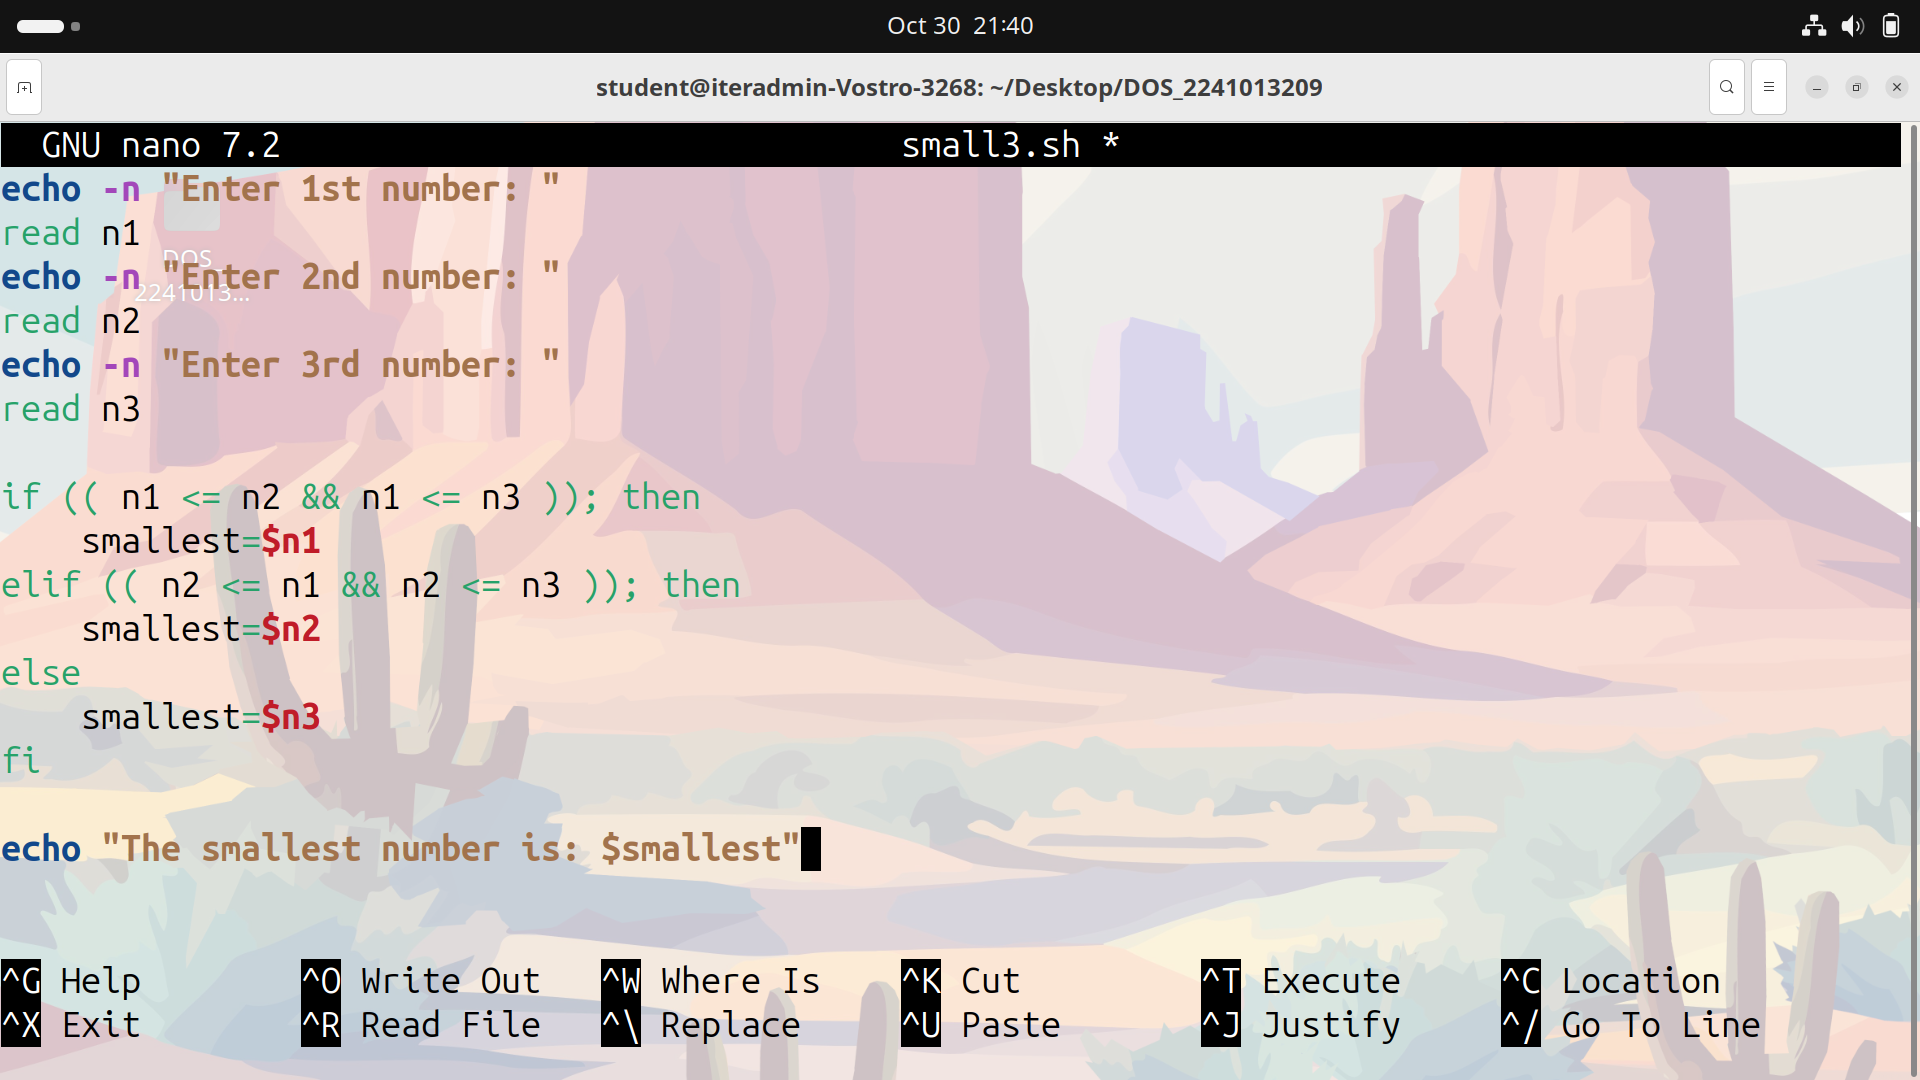 Oct 30 21:40
student@iteradmin-Vostro-3268: ~/Desktop/DOS_2241013209
GNU nano 7.2 small3.sh *
echo -n "Enter 1st number: "
read n1
DOS_
echo -n "Enter 2nd number: "
2241013...
read n2
echo -n "Enter 3rd number: "
read n3
if (( n1 <= n2 && n1 <= n3 )); then
    smallest=$n1
elif (( n2 <= n1 && n2 <= n3 )); then
    smallest=$n2
else
    smallest=$n3
fi
echo "The smallest number is: $smallest"
^G Help ^O Write Out ^W Where Is ^K Cut ^T Execute ^C Location
^X Exit ^R Read File ^\ Replace ^U Paste ^J Justify ^/ Go To Line